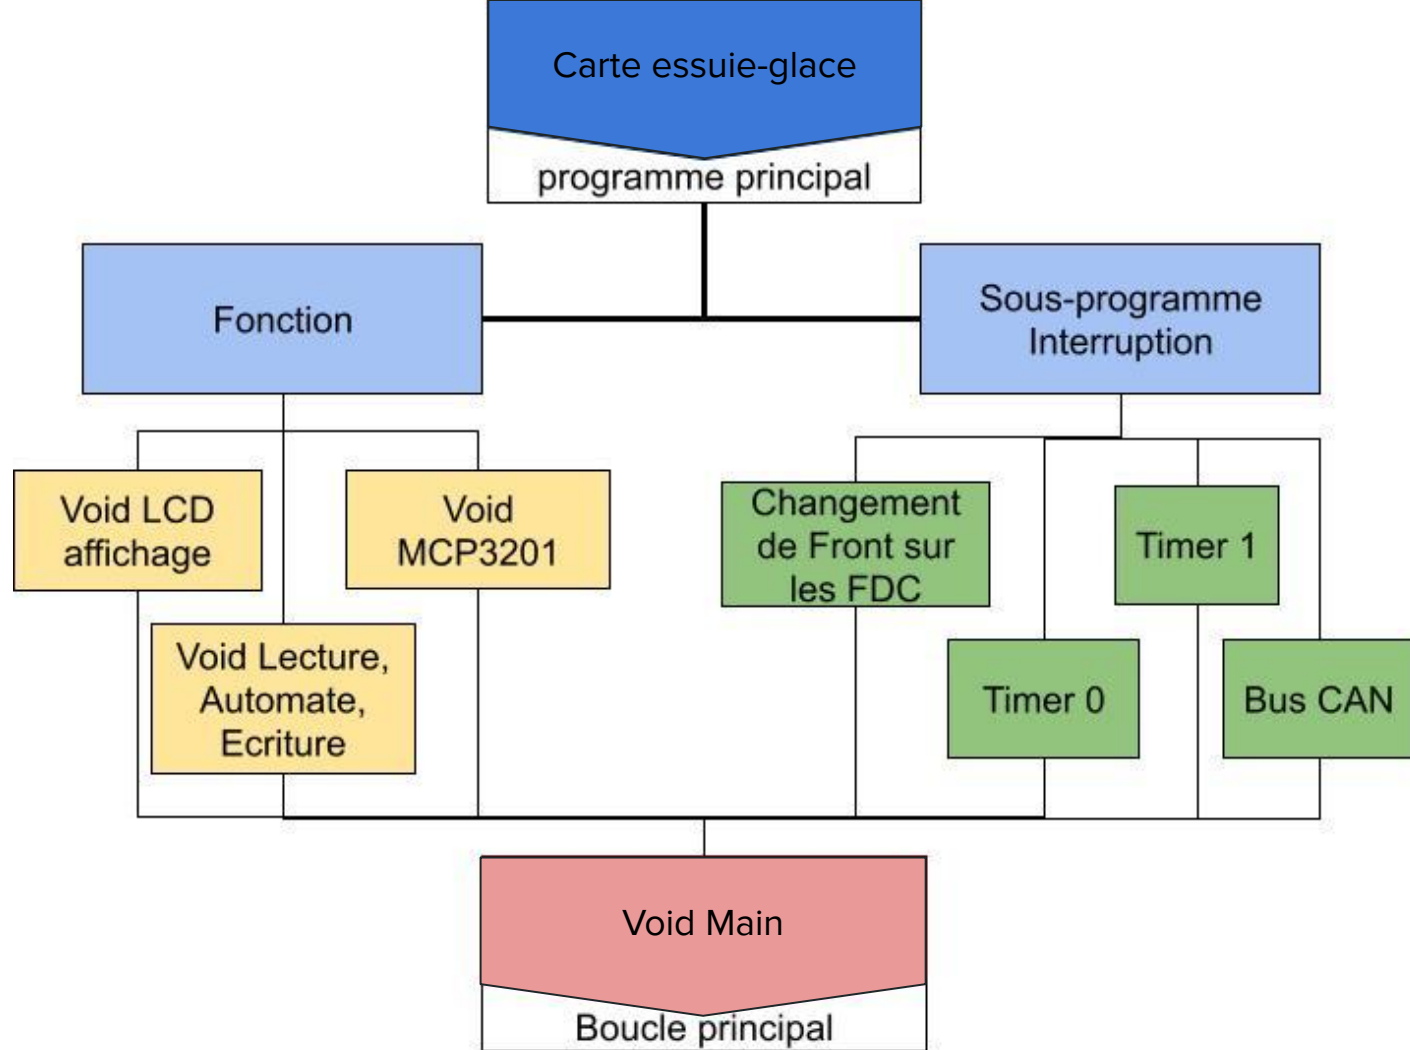 Carte essuie-glace
programme principal
Fonction
Sous-programme
Interruption
Void LCD
affichage
Void
MCP3201
Void Lecture,
Automate,
Ecriture
Changement
de Front sur
les FDC
Timer 1
Timer 0
Bus CAN
Void Main
Boucle principal